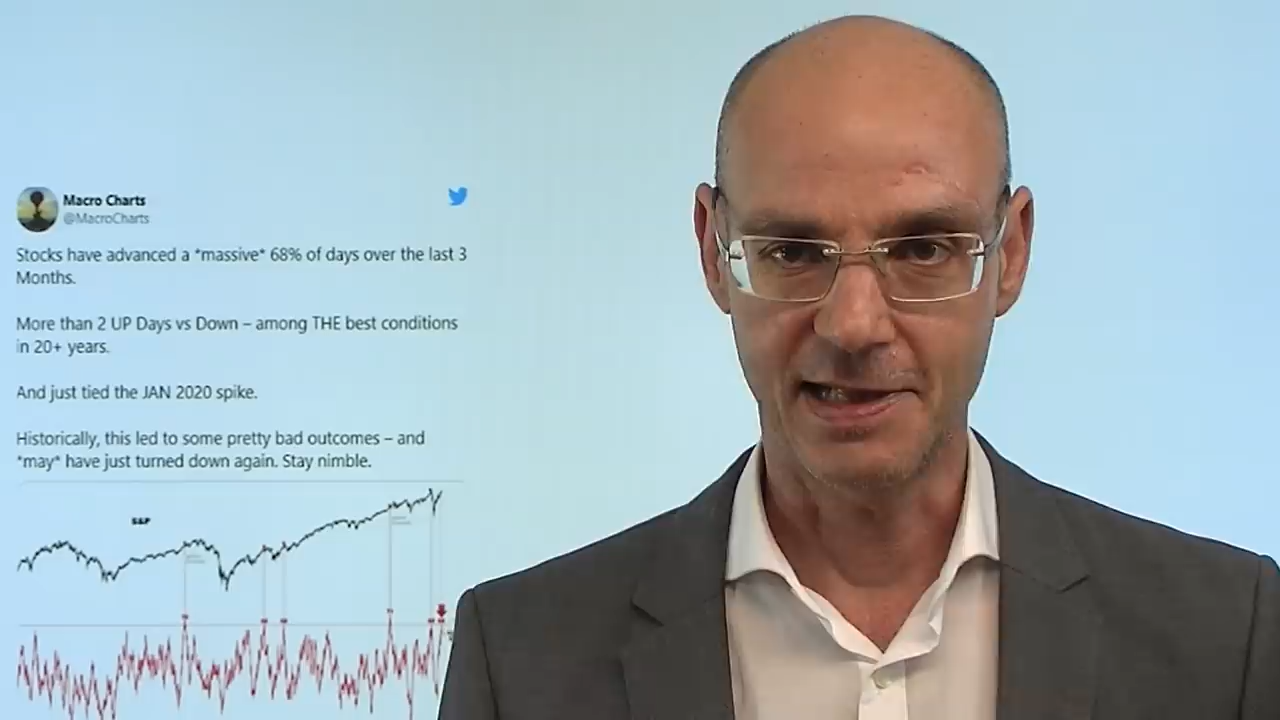 Macro Charts
@MacroCharts
Stocks have advanced a *massive* 68% of days over the last 3
Months.
More than 2 UP Days vs Down – among THE best conditions
in 20+ years.
And just tied the JAN 2020 spike.
Historically, this led to some pretty bad outcomes – and
*may* have just turned down again. Stay nimble.
S&P